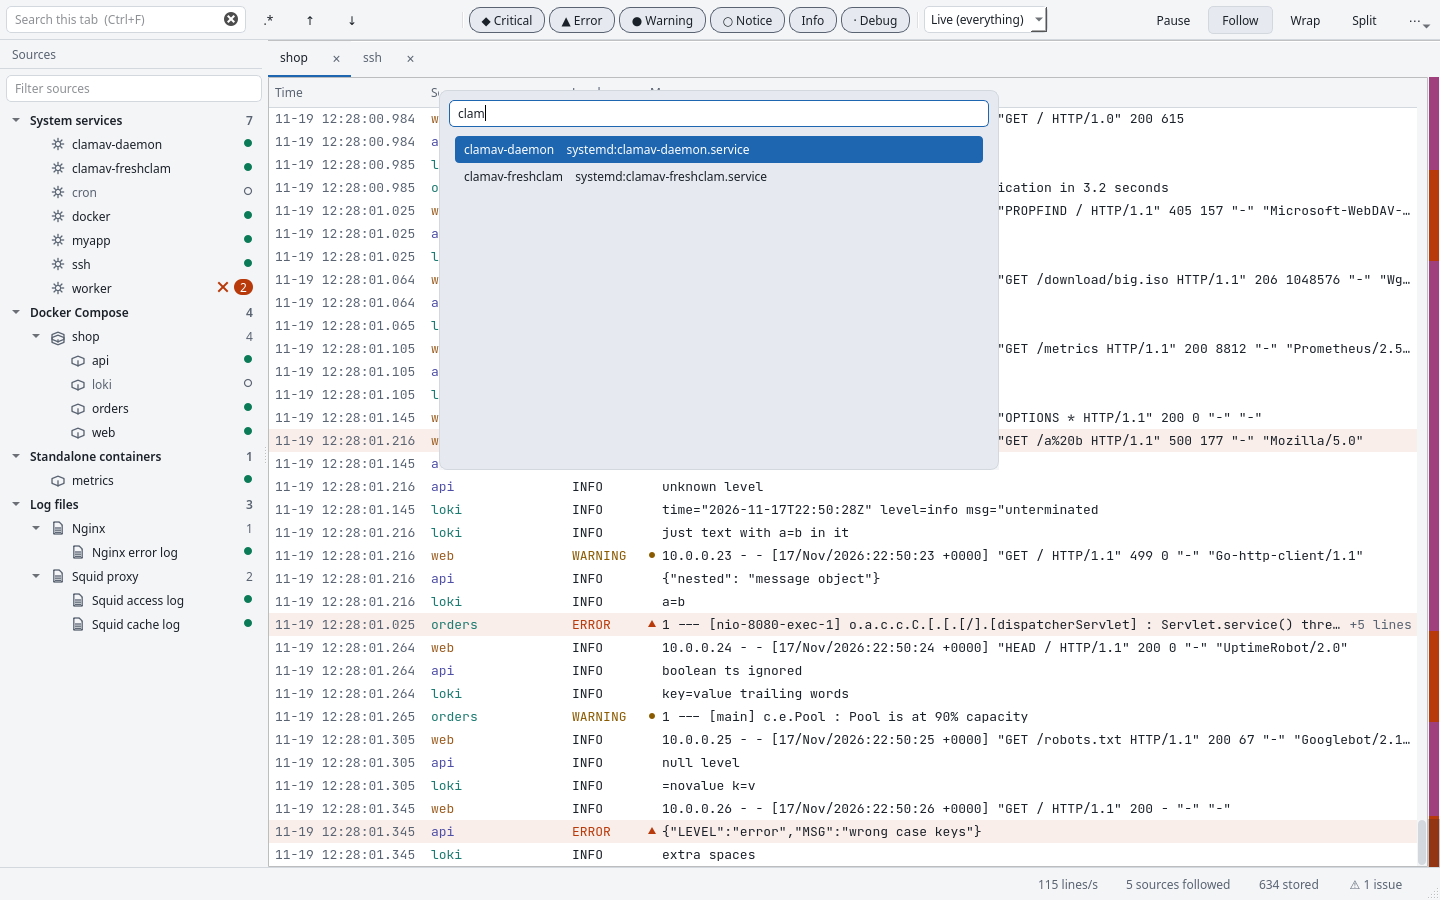 Search this tab (Ctrl+F)
.*
↑
↓
◆ Critical
▲ Error
● Warning
○ Notice
Info
· Debug
Live (everything)
Pause
Follow
Wrap
Split
···
Sources
Filter sources
System services 7
clamav-daemon
clamav-freshclam
cron
docker
myapp
ssh
worker 2
Docker Compose 4
shop 4
api
loki
orders
web
Standalone containers 1
metrics
Log files 3
Nginx 1
Nginx error log
Squid proxy 2
Squid access log
Squid cache log
shop ×
ssh ×
Time
clam
clamav-daemon systemd:clamav-daemon.service
clamav-freshclam systemd:clamav-freshclam.service
11-19 12:28:00.984 w "GET / HTTP/1.0" 200 615
11-19 12:28:00.984 a
11-19 12:28:00.985 l
11-19 12:28:00.985 o ication in 3.2 seconds
11-19 12:28:01.025 w "PROPFIND / HTTP/1.1" 405 157 "-" "Microsoft-WebDAV-…
11-19 12:28:01.025 a
11-19 12:28:01.025 l
11-19 12:28:01.064 w "GET /download/big.iso HTTP/1.1" 206 1048576 "-" "Wg…
11-19 12:28:01.064 a
11-19 12:28:01.065 l
11-19 12:28:01.105 w "GET /metrics HTTP/1.1" 200 8812 "-" "Prometheus/2.5…
11-19 12:28:01.105 a
11-19 12:28:01.105 l
11-19 12:28:01.145 w "OPTIONS * HTTP/1.1" 200 0 "-" "-"
11-19 12:28:01.216 w "GET /a%20b HTTP/1.1" 500 177 "-" "Mozilla/5.0"
11-19 12:28:01.145 a
11-19 12:28:01.216 api INFO unknown level
11-19 12:28:01.145 loki INFO time="2026-11-17T22:50:28Z" level=info msg="unterminated
11-19 12:28:01.216 loki INFO just text with a=b in it
11-19 12:28:01.216 web WARNING ● 10.0.0.23 - - [17/Nov/2026:22:50:23 +0000] "GET / HTTP/1.1" 499 0 "-" "Go-http-client/1.1"
11-19 12:28:01.216 api INFO {"nested": "message object"}
11-19 12:28:01.216 loki INFO a=b
11-19 12:28:01.025 orders ERROR ▲ 1 --- [nio-8080-exec-1] o.a.c.c.C.[.[.[/].[dispatcherServlet] : Servlet.service() thre… +5 lines
11-19 12:28:01.264 web INFO 10.0.0.24 - - [17/Nov/2026:22:50:24 +0000] "HEAD / HTTP/1.1" 200 0 "-" "UptimeRobot/2.0"
11-19 12:28:01.264 api INFO boolean ts ignored
11-19 12:28:01.264 loki INFO key=value trailing words
11-19 12:28:01.265 orders WARNING ● 1 --- [main] c.e.Pool : Pool is at 90% capacity
11-19 12:28:01.305 web INFO 10.0.0.25 - - [17/Nov/2026:22:50:25 +0000] "GET /robots.txt HTTP/1.1" 200 67 "-" "Googlebot/2.1…
11-19 12:28:01.305 api INFO null level
11-19 12:28:01.305 loki INFO =novalue k=v
11-19 12:28:01.345 web INFO 10.0.0.26 - - [17/Nov/2026:22:50:26 +0000] "GET / HTTP/1.1" 200 - "-" "-"
11-19 12:28:01.345 api ERROR ▲ {"LEVEL":"error","MSG":"wrong case keys"}
11-19 12:28:01.345 loki INFO extra spaces
115 lines/s
5 sources followed
634 stored
⚠ 1 issue